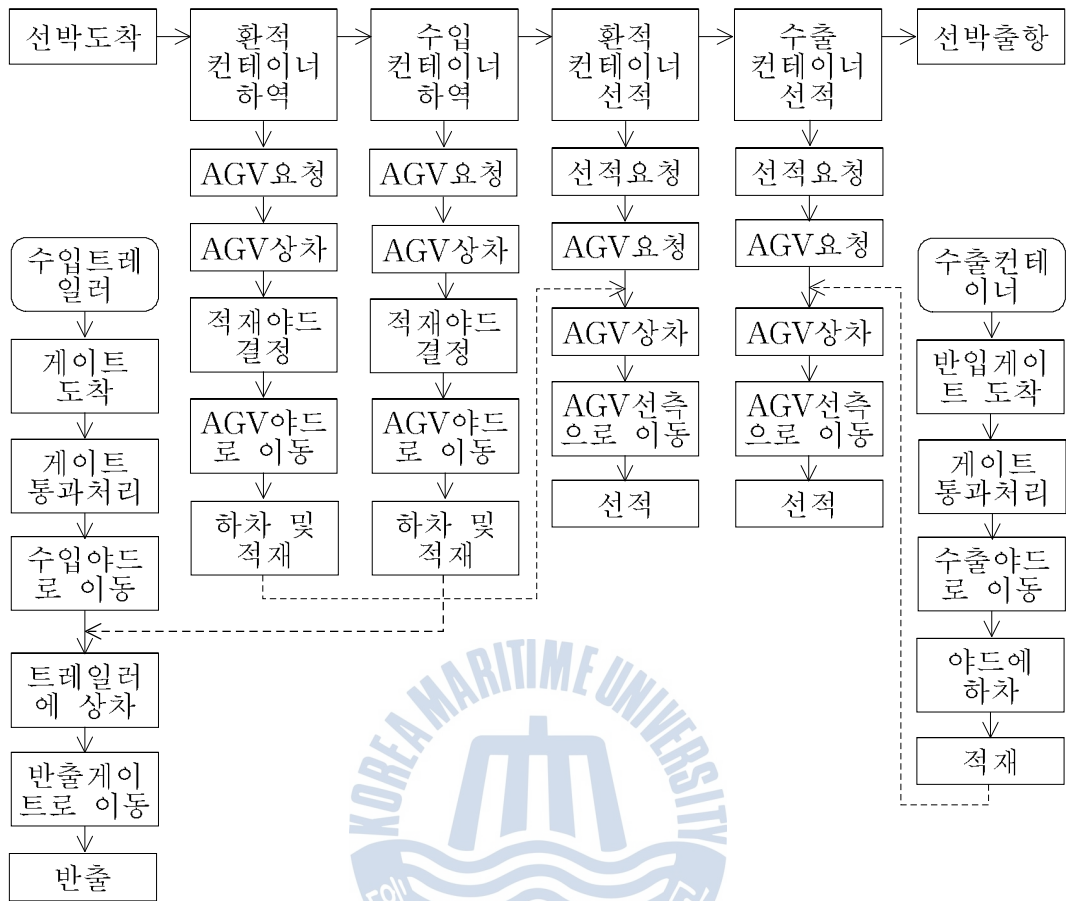 선박도착
환적
컨테이너
하역
수입
컨테이너
하역
환적
컨테이너
선적
수출
컨테이너
선적
선박출항
AGV요청
AGV상차
적재야드
결정
AGV야드
로 이동
하차 및
적재
AGV요청
AGV상차
적재야드
결정
AGV야드
로 이동
하차 및
적재
선적요청
AGV요청
AGV상차
AGV선측
으로 이동
선적
선적요청
AGV요청
AGV상차
AGV선측
으로 이동
선적
수입트레
일러
게이트
도착
게이트
통과처리
수입야드
로 이동
트레일러
에 상차
반출게이
트로 이동
반출
수출컨테
이너
반입게이
트 도착
게이트
통과처리
수출야드
로 이동
야드에
하차
적재
KOREA MARITIME UNIVERSITY